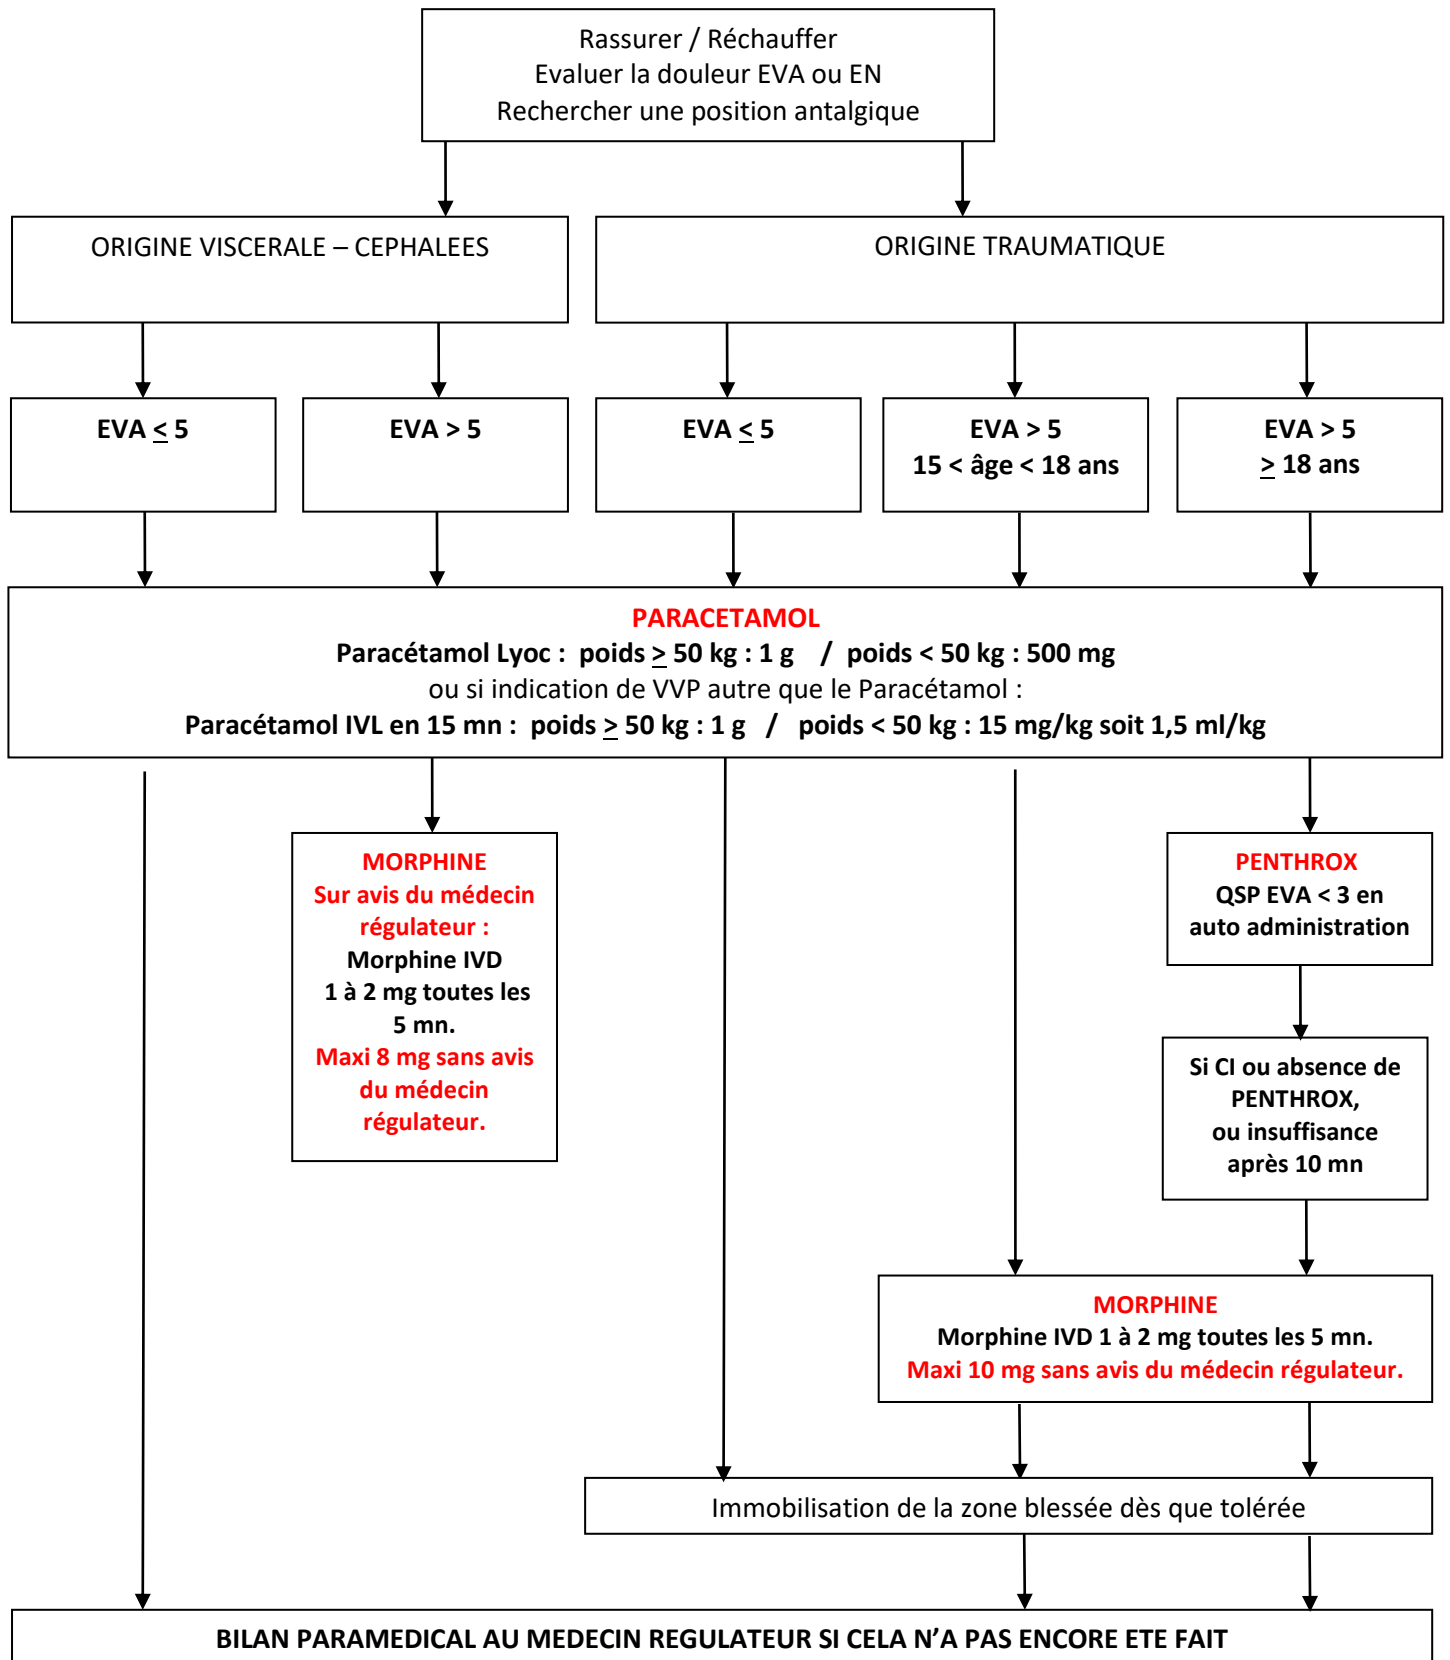 Rassurer / Réchauffer
Evaluer la douleur EVA ou EN
Rechercher une position antalgique
ORIGINE VISCERALE – CEPHALEES
ORIGINE TRAUMATIQUE
EVA < 5
EVA > 5
EVA < 5
EVA > 5
15 < âge < 18 ans
EVA > 5
> 18 ans
PARACETAMOL
Paracétamol Lyoc : poids > 50 kg : 1 g / poids < 50 kg : 500 mg
ou si indication de VVP autre que le Paracétamol :
Paracétamol IVL en 15 mn : poids > 50 kg : 1 g / poids < 50 kg : 15 mg/kg soit 1,5 ml/kg
MORPHINE
Sur avis du médecin
régulateur :
Morphine IVD
1 à 2 mg toutes les
5 mn.
Maxi 8 mg sans avis
du médecin
régulateur.
PENTHROX
QSP EVA < 3 en
auto administration
Si CI ou absence de
PENTHROX,
ou insuffisance
après 10 mn
MORPHINE
Morphine IVD 1 à 2 mg toutes les 5 mn.
Maxi 10 mg sans avis du médecin régulateur.
Immobilisation de la zone blessée dès que tolérée
BILAN PARAMEDICAL AU MEDECIN REGULATEUR SI CELA N'A PAS ENCORE ETE FAIT